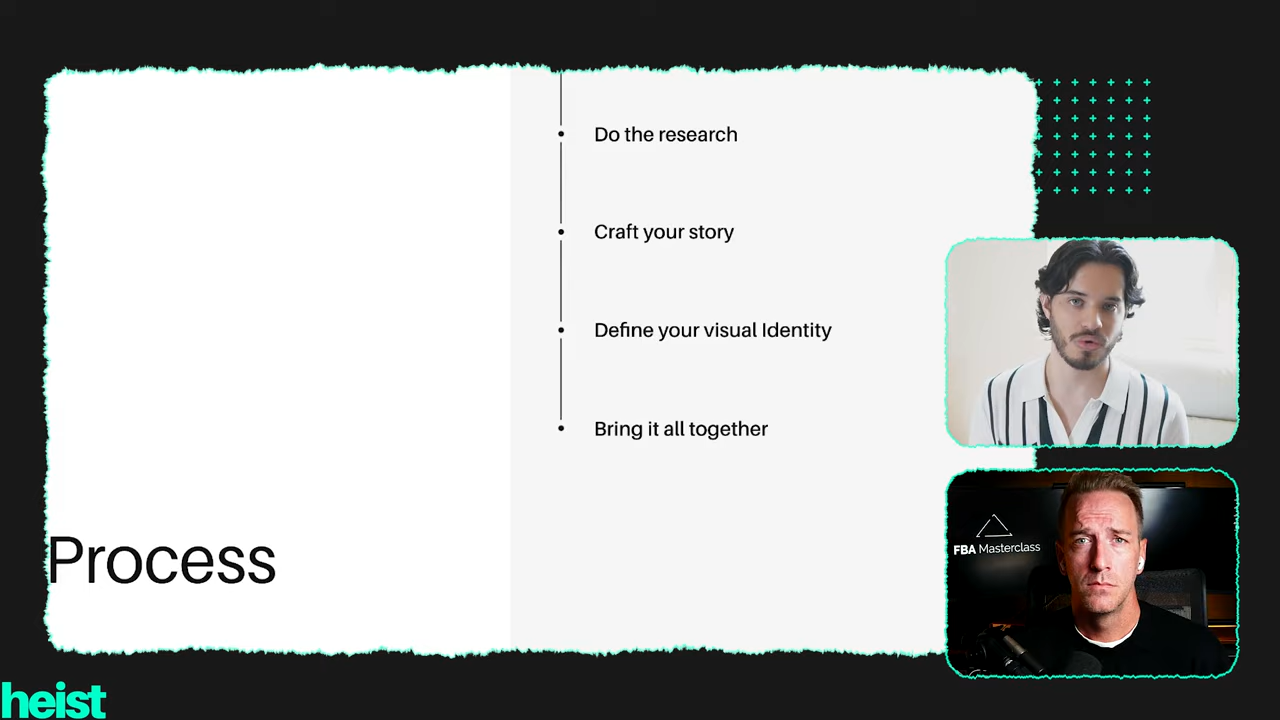 Do the research
Craft your story
Define your visual Identity
Bring it all together
Process
FBA Masterclass
heist